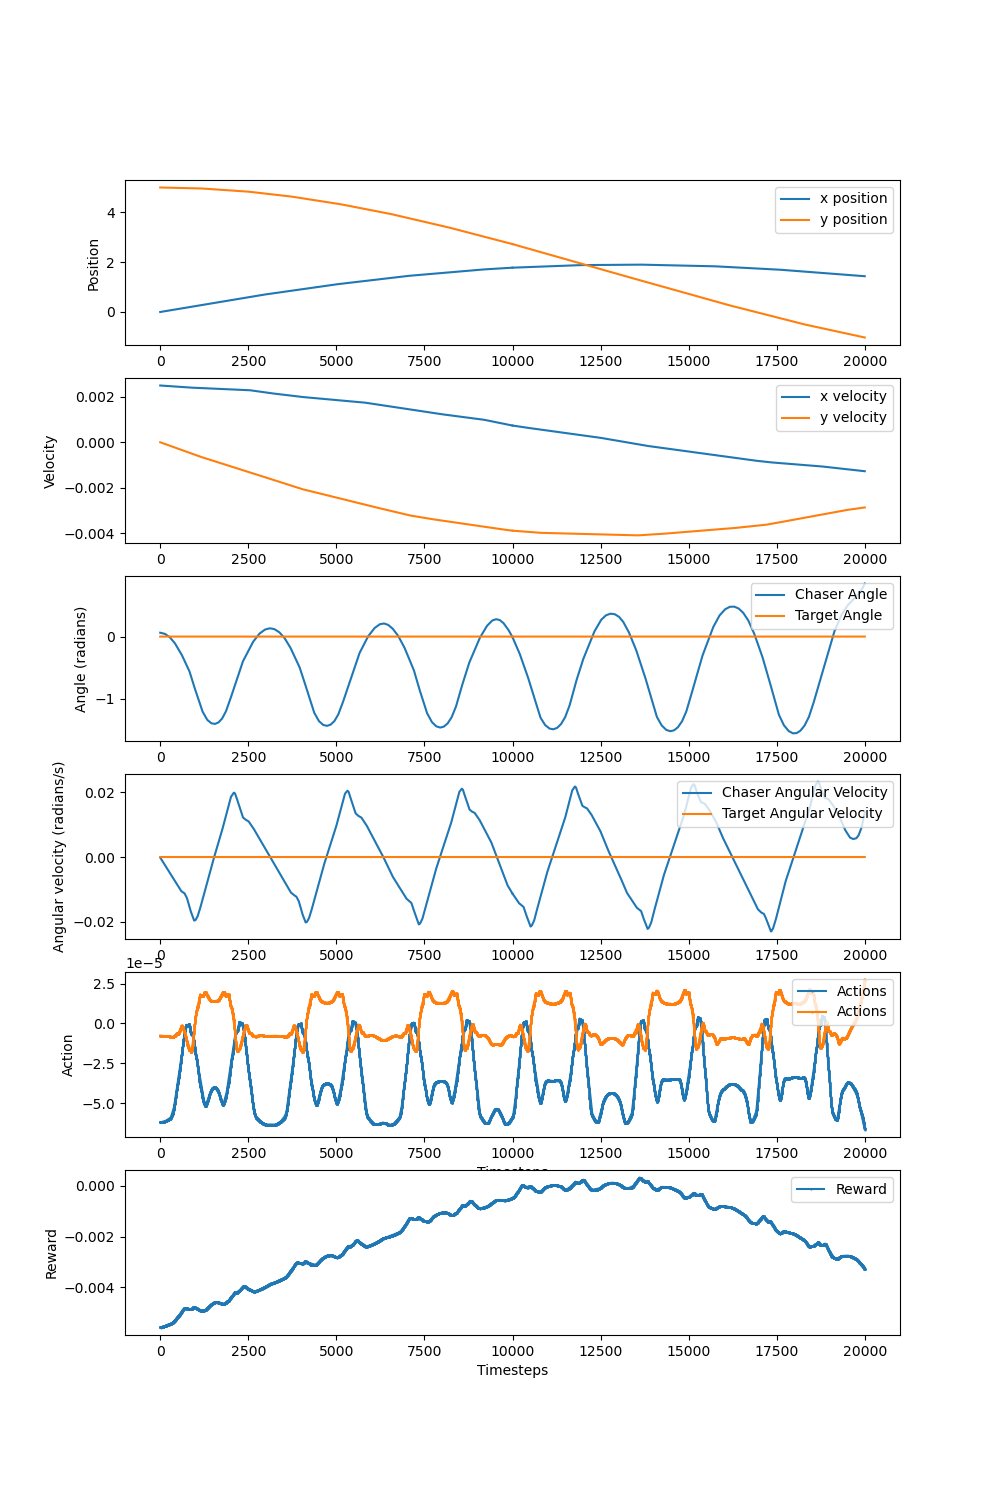 4
2
0
Position
x position
y position
0 2500 5000 7500 10000 12500 15000 17500 20000
0.002
0.000
−0.002
−0.004
Velocity
x velocity
y velocity
0 2500 5000 7500 10000 12500 15000 17500 20000
0
−1
Angle (radians)
Chaser Angle
Target Angle
0 2500 5000 7500 10000 12500 15000 17500 20000
0.02
0.00
−0.02
Angular velocity (radians/s)
Chaser Angular Velocity
Target Angular Velocity
0 2500 5000 7500 10000 12500 15000 17500 20000
1e−5
2.5
0.0
−2.5
−5.0
Action
Actions
Actions
0 2500 5000 7500 10000 12500 15000 17500 20000
Timesteps
0.000
−0.002
−0.004
Reward
Reward
0 2500 5000 7500 10000 12500 15000 17500 20000
Timesteps